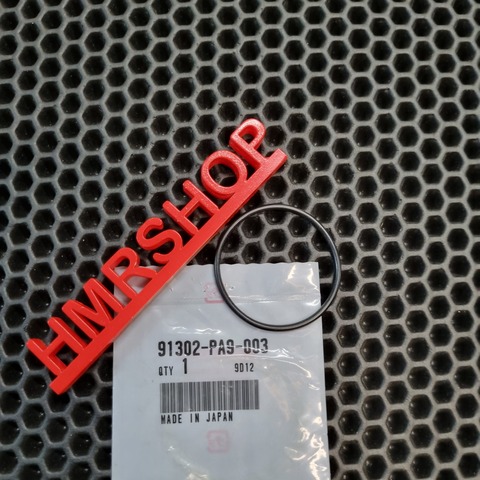 HMRSHOP
91302-PA9-003
QTY 1 9D12
MADE IN JAPAN